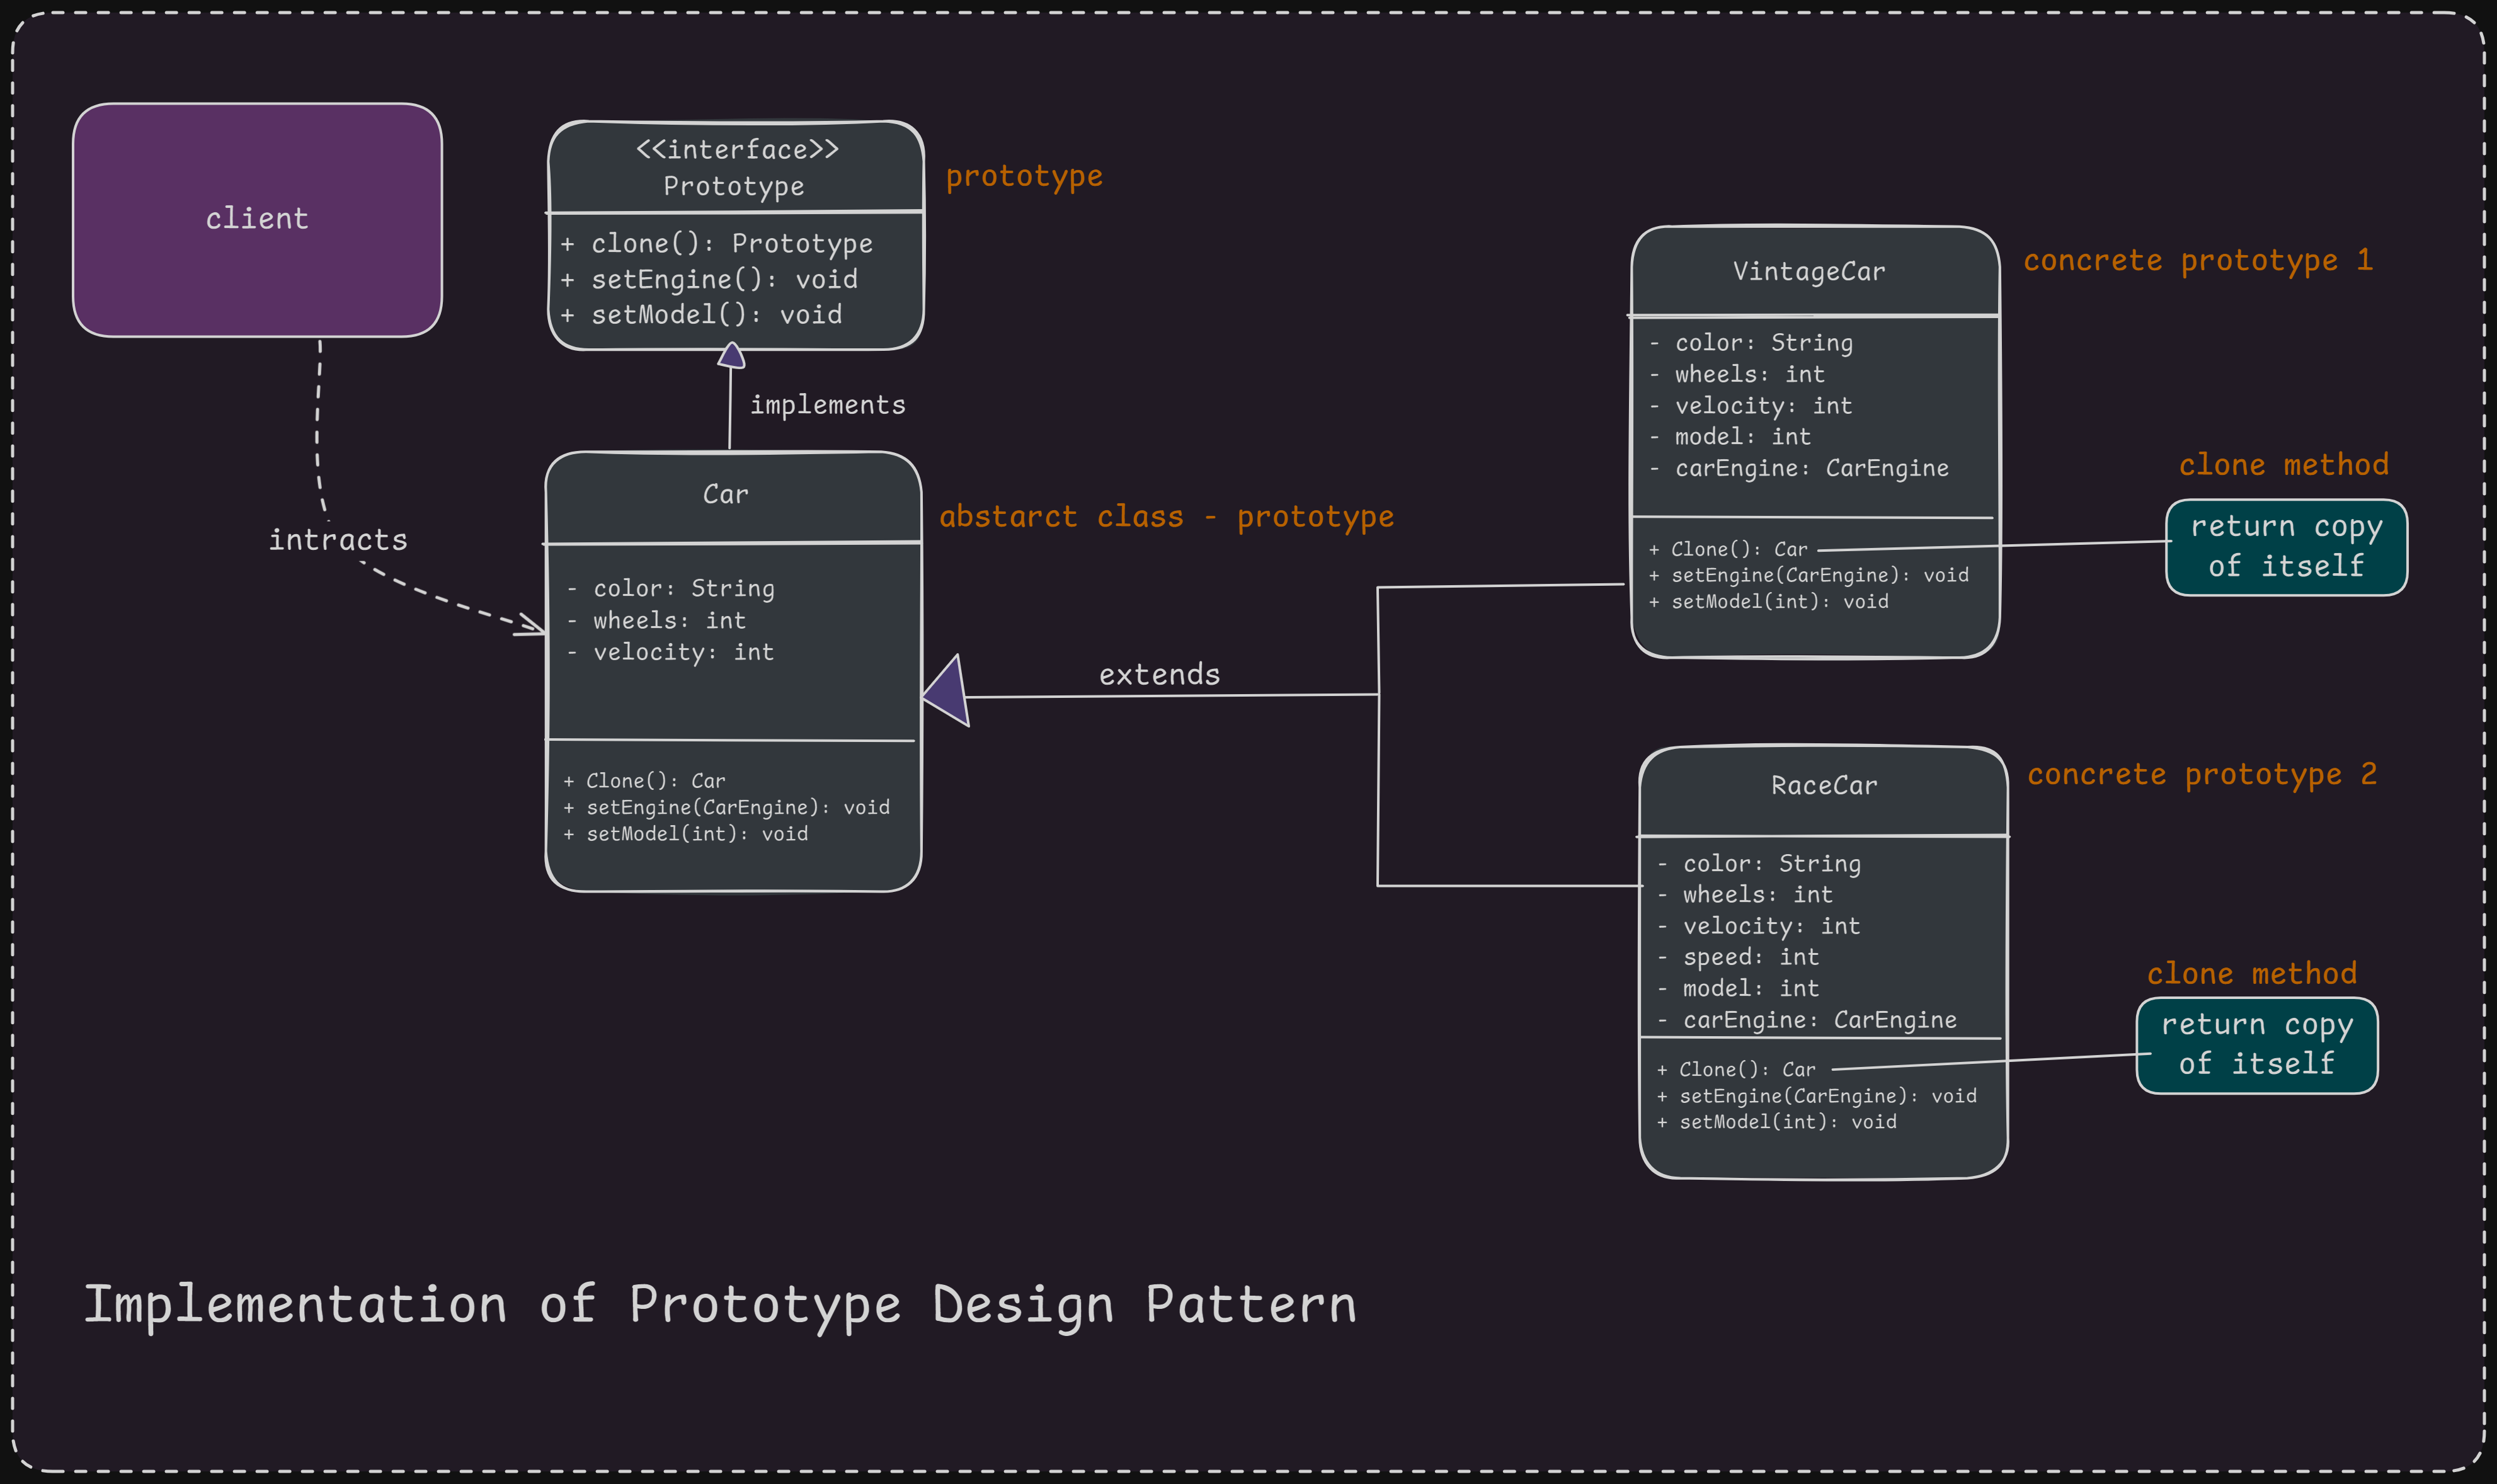 client
<<interface>>
Prototype
+ clone(): Prototype
+ setEngine(): void
+ setModel(): void
prototype
implements
intracts
Car
- color: String
- wheels: int
- velocity: int
+ Clone(): Car
+ setEngine(CarEngine): void
+ setModel(int): void
abstarct class - prototype
extends
VintageCar
- color: String
- wheels: int
- velocity: int
- model: int
- carEngine: CarEngine
+ Clone(): Car
+ setEngine(CarEngine): void
+ setModel(int): void
concrete prototype 1
clone method
return copy
of itself
RaceCar
- color: String
- wheels: int
- velocity: int
- speed: int
- model: int
- carEngine: CarEngine
+ Clone(): Car
+ setEngine(CarEngine): void
+ setModel(int): void
concrete prototype 2
clone method
return copy
of itself
Implementation of Prototype Design Pattern